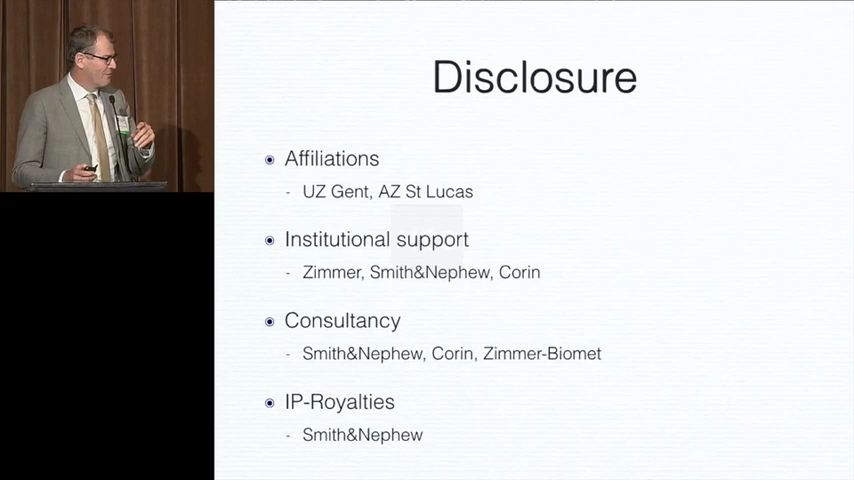 Disclosure
Affiliations
- UZ Gent, AZ St Lucas
Institutional support
- Zimmer, Smith&Nephew, Corin
Consultancy
- Smith&Nephew, Corin, Zimmer-Biomet
IP-Royalties
- Smith&Nephew